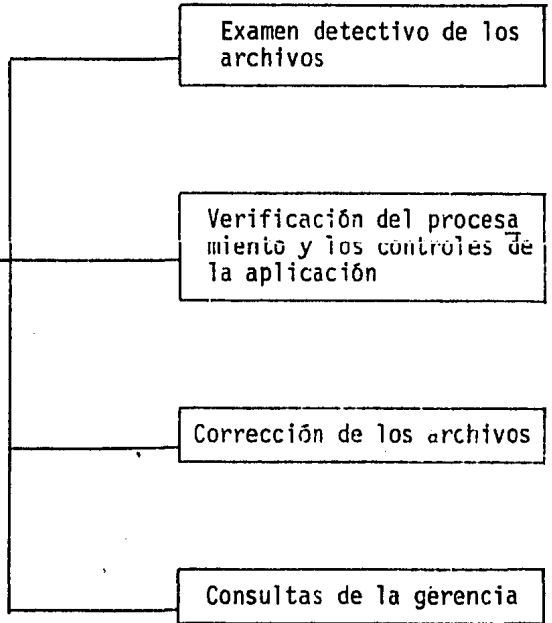 Examen detectivo de los
archivos
Verificación del procesa
miento y los controles de
la aplicación
Corrección de los archivos
Consultas de la gerencia